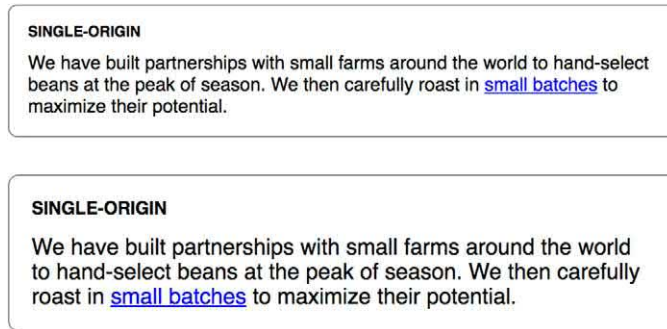 SINGLE-ORIGIN
We have built partnerships with small farms around the world to hand-select
beans at the peak of season. We then carefully roast in small batches to
maximize their potential.
SINGLE-ORIGIN
We have built partnerships with small farms around the world
to hand-select beans at the peak of season. We then carefully
roast in small batches to maximize their potential.